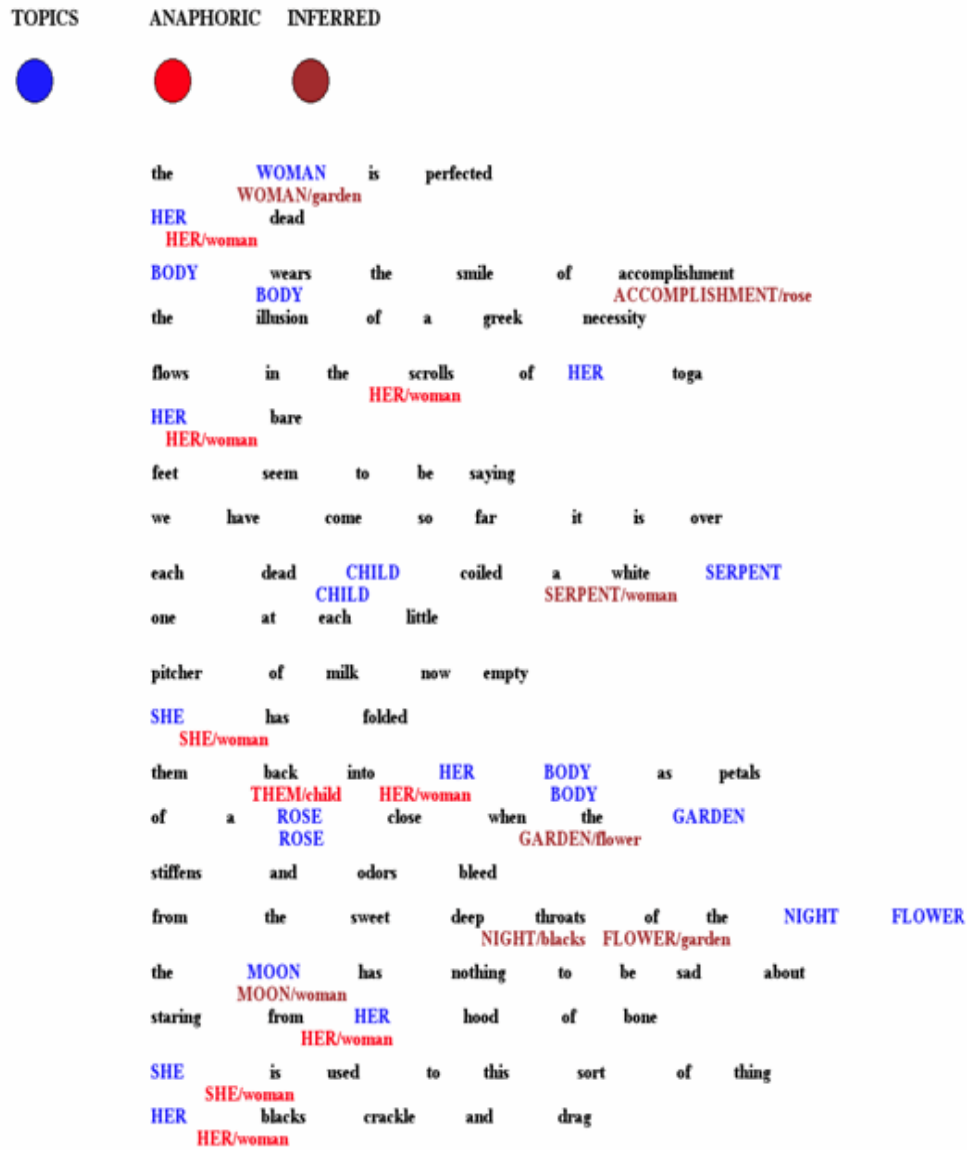 TOPICS ANAPHORIC INFERRED
the WOMAN is perfected
WOMAN/garden
HER dead
HER/woman
BODY wears the smile of accomplishment
BODY ACCOMPLISHMENT/rose
the illusion of a greek necessity
flows in the scrolls of HER toga
HER/woman
HER bare
HER/woman
feet seem to be saying
we have come so far it is over
each dead CHILD coiled a white SERPENT
CHILD SERPENT/woman
one at each little
pitcher of milk now empty
SHE has folded
SHE/woman
them back into HER BODY as petals
THEM/child HER/woman BODY
of a ROSE close when the GARDEN
ROSE GARDEN/flower
stiffens and odors bleed
from the sweet deep throats of the NIGHT FLOWER
NIGHT/blacks FLOWER/garden
the MOON has nothing to be sad about
MOON/woman
staring from HER hood of bone
HER/woman
SHE is used to this sort of thing
SHE/woman
HER blacks crackle and drag
HER/woman